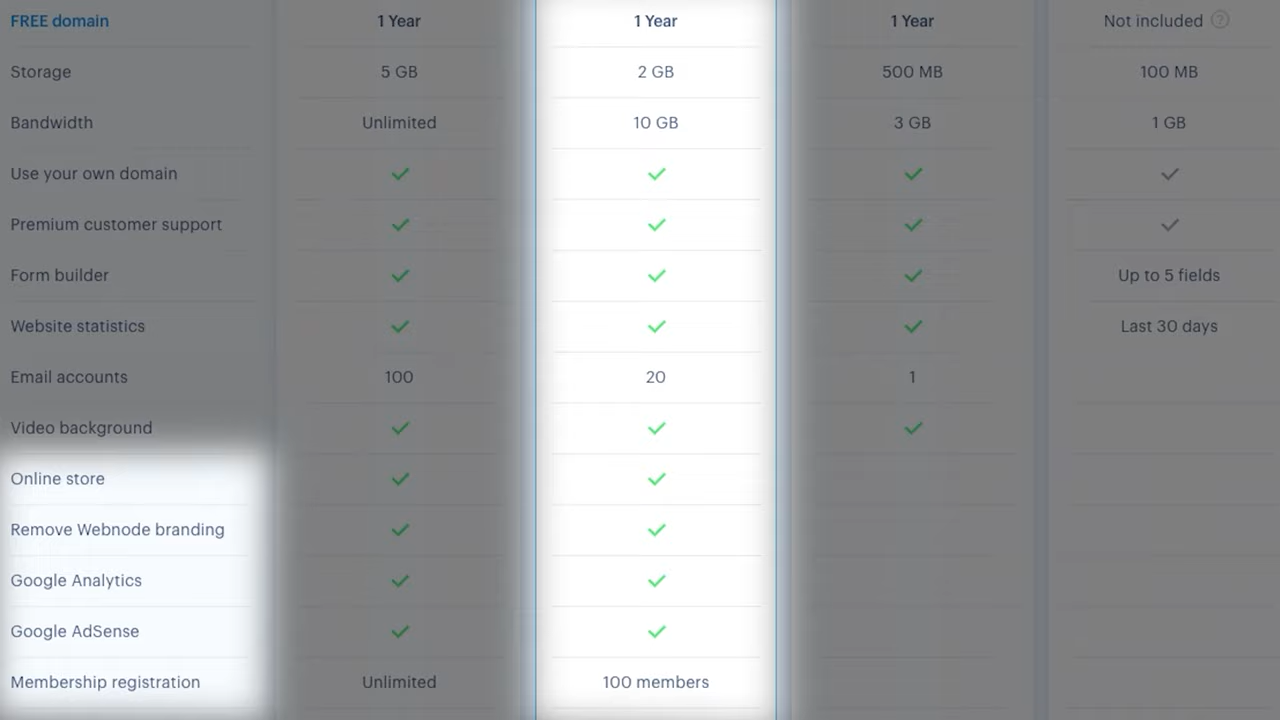 FREE domain 1 Year 1 Year 1 Year Not included ?
Storage 5 GB 2 GB 500 MB 100 MB
Bandwidth Unlimited 10 GB 3 GB 1 GB
Use your own domain
Premium customer support
Form builder Up to 5 fields
Website statistics Last 30 days
Email accounts 100 20 1
Video background
Online store
Remove Webnode branding
Google Analytics
Google AdSense
Membership registration Unlimited 100 members